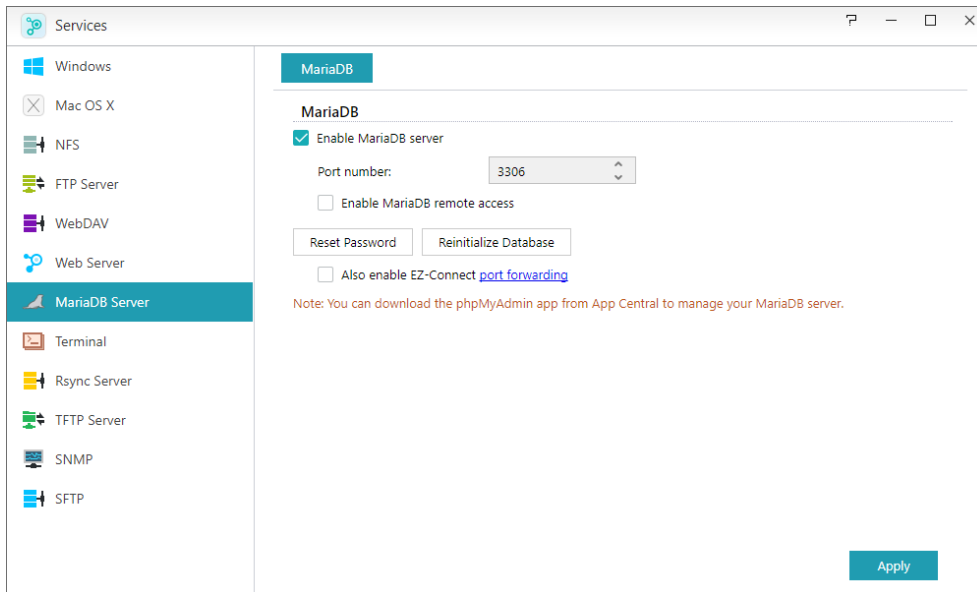 Services
Windows
Mac OS X
NFS
FTP Server
WebDAV
Web Server
MariaDB Server
Terminal
Rsync Server
TFTP Server
SNMP
SFTP
MariaDB
MariaDB
Enable MariaDB server
Port number: 3306
Enable MariaDB remote access
Reset Password Reinitialize Database
Also enable EZ-Connect port forwarding
Note: You can download the phpMyAdmin app from App Central to manage your MariaDB server.
Apply